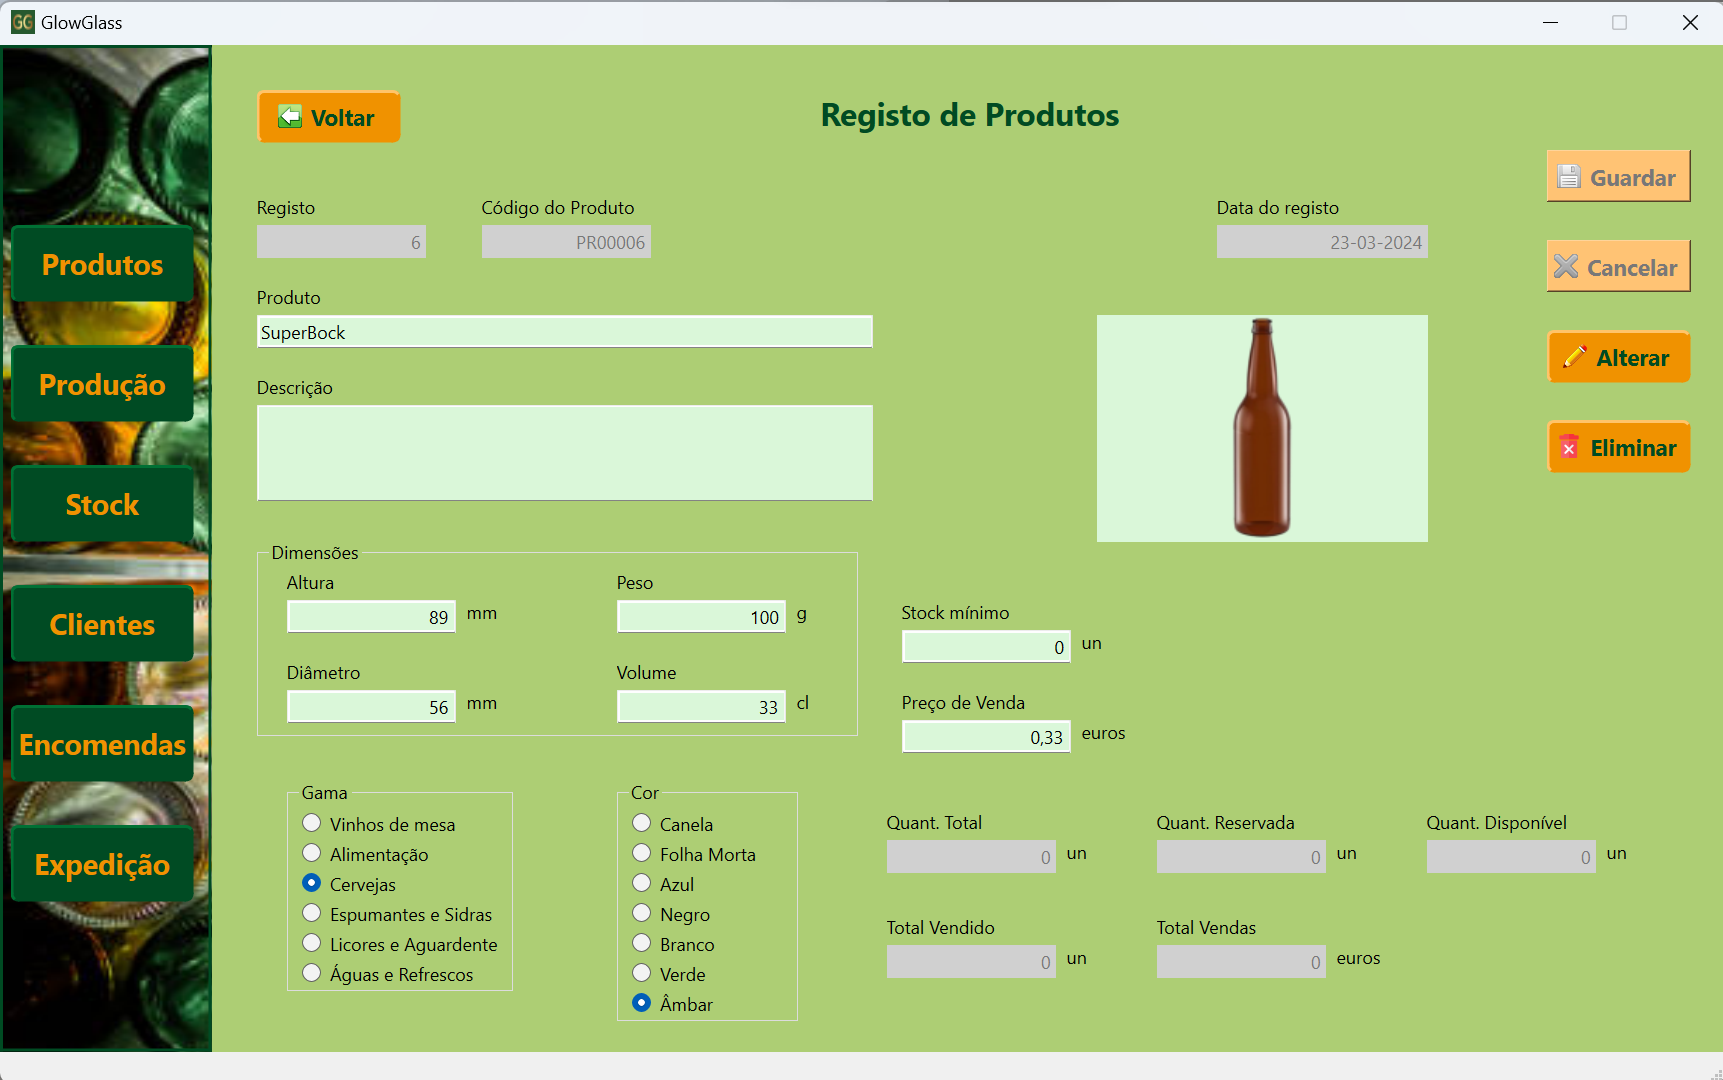 GG GlowGlass
Voltar
Registo de Produtos
Guardar
Cancelar
Alterar
Eliminar
Produtos
Produção
Stock
Clientes
Encomendas
Expedição
Registo
6
Código do Produto
PR00006
Data do registo
23-03-2024
Produto
SuperBock
Descrição
Dimensões
Altura
89 mm
Peso
100 g
Diâmetro
56 mm
Volume
33 cl
Stock mínimo
0 un
Preço de Venda
0,33 euros
Gama
Vinhos de mesa
Alimentação
Cervejas
Espumantes e Sidras
Licores e Aguardente
Águas e Refrescos
Cor
Canela
Folha Morta
Azul
Negro
Branco
Verde
Âmbar
Quant. Total
0 un
Quant. Reservada
0 un
Quant. Disponível
0 un
Total Vendido
0 un
Total Vendas
0 euros